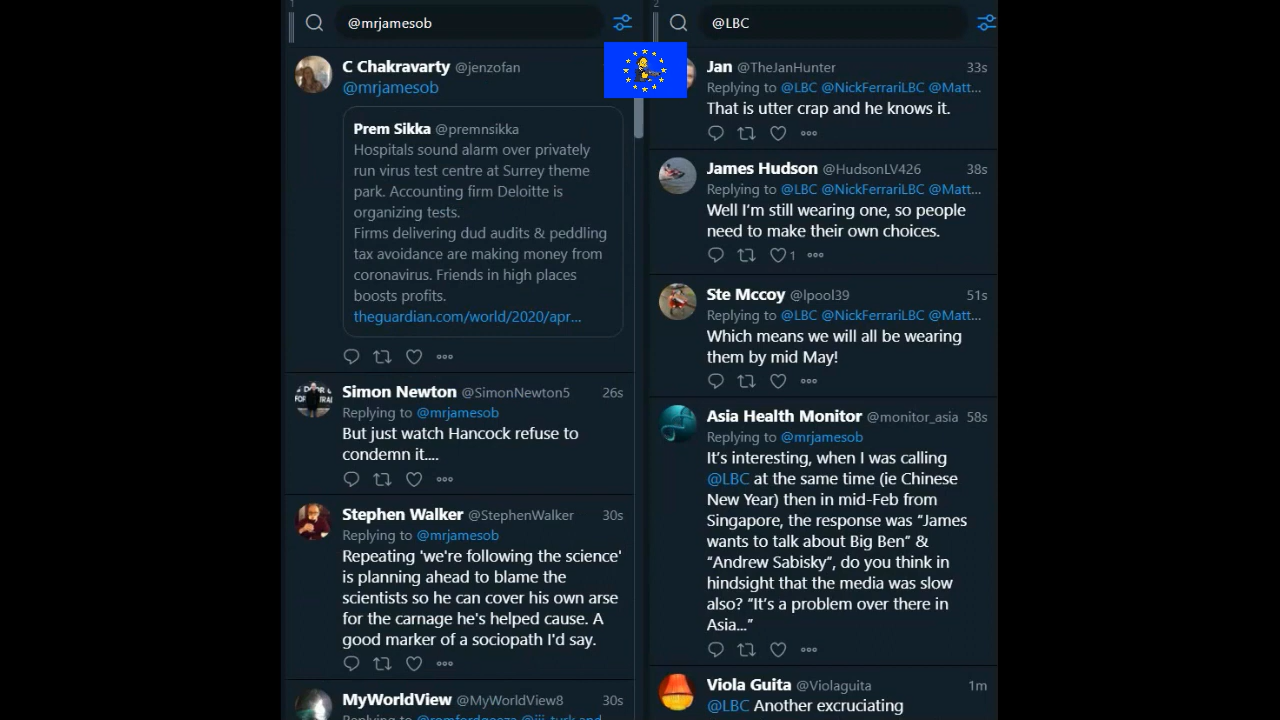 1
@mrjamesob
C Chakravarty @jenzofan
@mrjamesob
Prem Sikka @premnsikka
Hospitals sound alarm over privately
run virus test centre at Surrey theme
park. Accounting firm Deloitte is
organizing tests.
Firms delivering dud audits & peddling
tax avoidance are making money from
coronavirus. Friends in high places
boosts profits.
theguardian.com/world/2020/apr...
Simon Newton @SimonNewton5 26s
Replying to @mrjamesob
But just watch Hancock refuse to
condemn it....
Stephen Walker @StephenWalker 30s
Replying to @mrjamesob
Repeating 'we're following the science'
is planning ahead to blame the
scientists so he can cover his own arse
for the carnage he's helped cause. A
good marker of a sociopath I'd say.
MyWorldView @MyWorldView8 30s
Replying to
2
@LBC
Jan @TheJanHunter 33s
Replying to @LBC @NickFerrariLBC @Matt...
That is utter crap and he knows it.
James Hudson @HudsonLV426 38s
Replying to @LBC @NickFerrariLBC @Matt...
Well I'm still wearing one, so people
need to make their own choices.
1
Ste Mccoy @lpool39 51s
Replying to @LBC @NickFerrariLBC @Matt...
Which means we will all be wearing
them by mid May!
Asia Health Monitor @monitor_asia 58s
Replying to @mrjamesob
It's interesting, when I was calling
@LBC at the same time (ie Chinese
New Year) then in mid-Feb from
Singapore, the response was "James
wants to talk about Big Ben" &
"Andrew Sabisky", do you think in
hindsight that the media was slow
also? "It's a problem over there in
Asia..."
Viola Guita @Violaguita 1m
@LBC Another excruciating